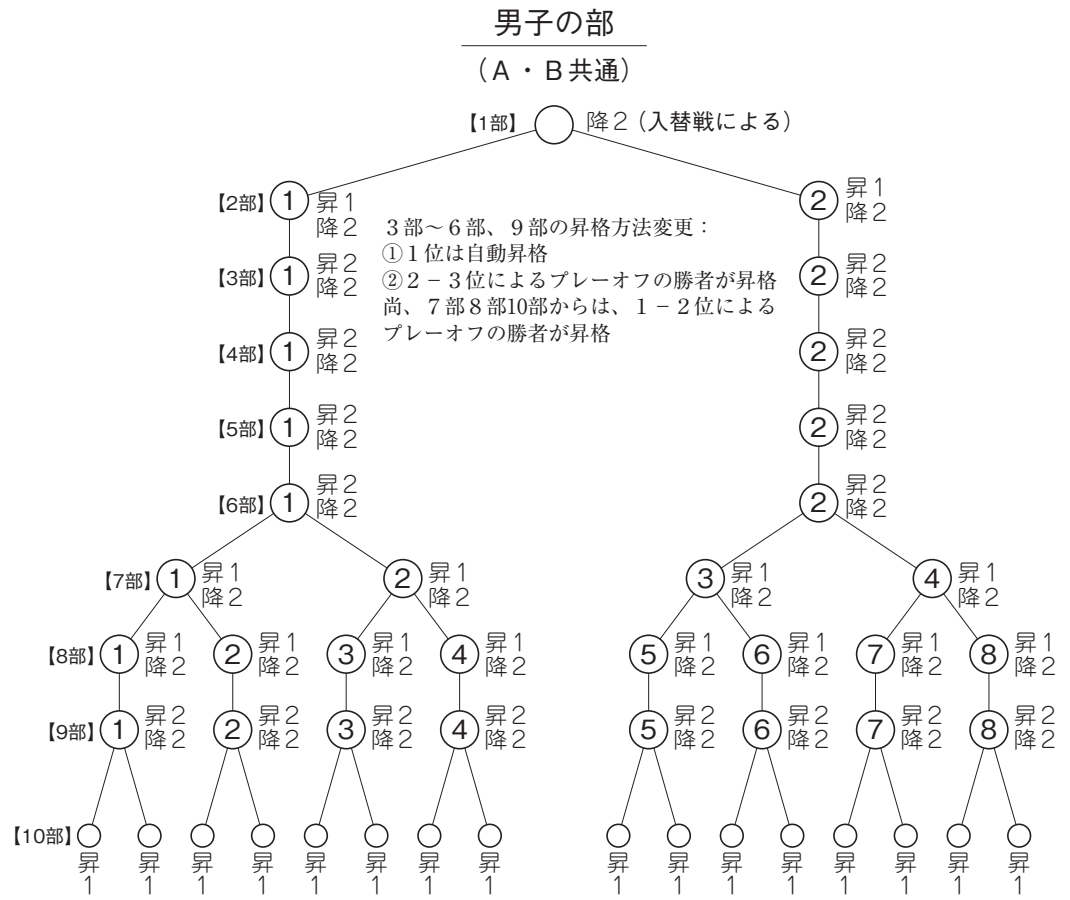 男子の部
（Ａ・Ｂ共通）
【1部】 降２（入替戦による）
【2部】 1 昇１ 2 昇１
降２ 降２
３部～６部、９部の昇格方法変更：
①１位は自動昇格
②２－３位によるプレーオフの勝者が昇格
尚、７部８部10部からは、１－２位による
プレーオフの勝者が昇格
【3部】 1 昇２ 2 昇２
降２ 降２
【4部】 1 昇２ 2 昇２
降２ 降２
【5部】 1 昇２ 2 昇２
降２ 降２
【6部】 1 昇２ 2 昇２
降２ 降２
【7部】 1 昇１ 2 昇１ 3 昇１ 4 昇１
降２ 降２ 降２ 降２
【8部】 1 昇１ 2 昇１ 3 昇１ 4 昇１ 5 昇１ 6 昇１ 7 昇１ 8 昇１
降２ 降２ 降２ 降２ 降２ 降２ 降２ 降２
【9部】 1 昇２ 2 昇２ 3 昇２ 4 昇２ 5 昇２ 6 昇２ 7 昇２ 8 昇２
降２ 降２ 降２ 降２ 降２ 降２ 降２ 降２
【10部】
昇 昇 昇 昇 昇 昇 昇 昇 昇 昇 昇 昇 昇 昇 昇 昇
１ １ １ １ １ １ １ １ １ １ １ １ １ １ １ １